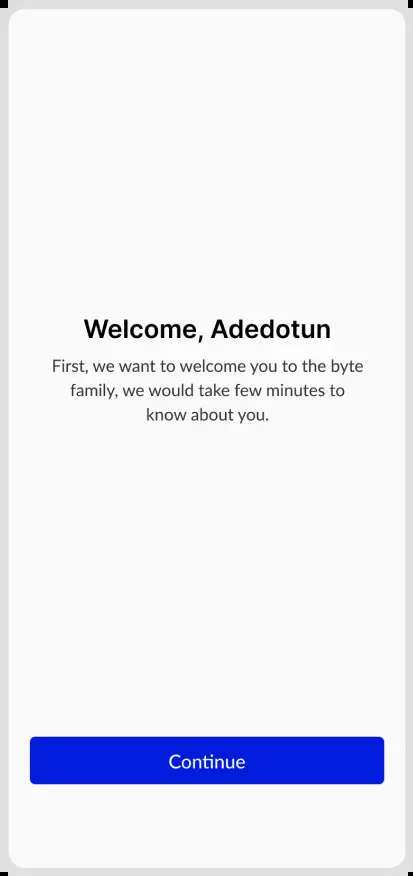 Welcome, Adedotun
First, we want to welcome you to the byte
family, we would take few minutes to
know about you.
Continue